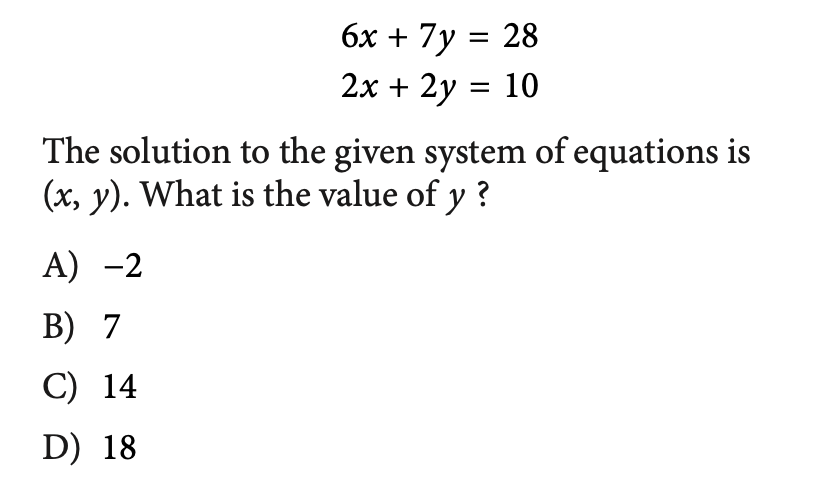 6x + 7y = 28
2x + 2y = 10
The solution to the given system of equations is
(x, y). What is the value of y ?
A) −2
B) 7
C) 14
D) 18